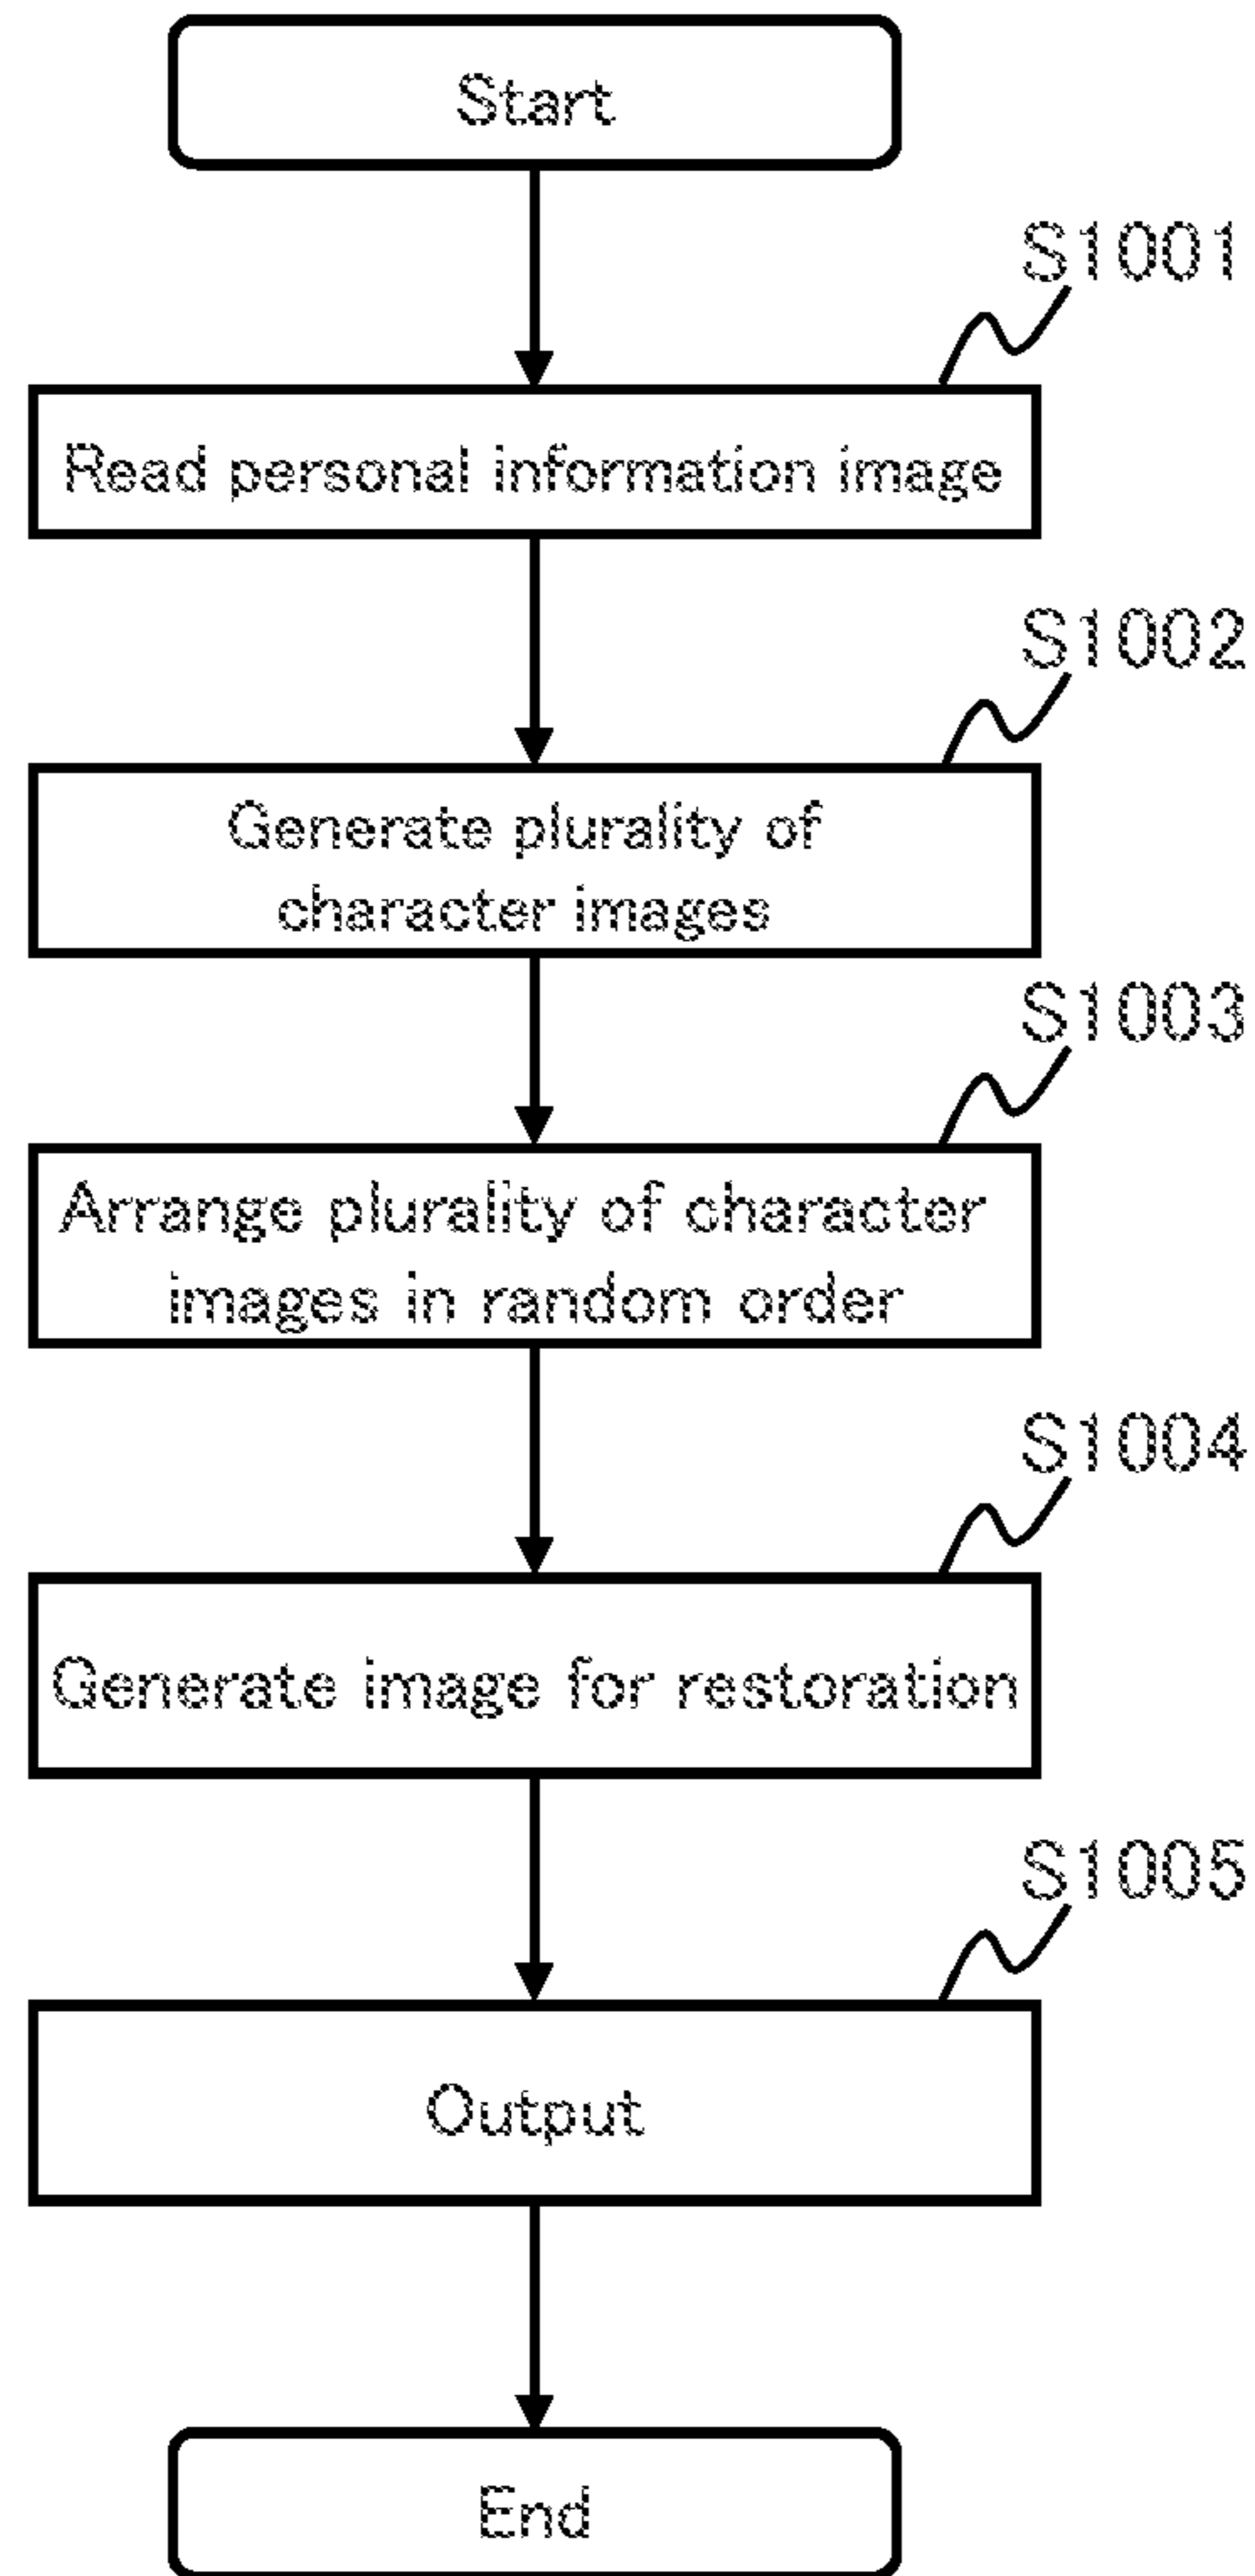 Start
S1001
Read personal information image
S1002
Generate plurality of
character images
S1003
Arrange plurality of character
images in random order
S1004
Generate image for restoration
S1005
Output
End